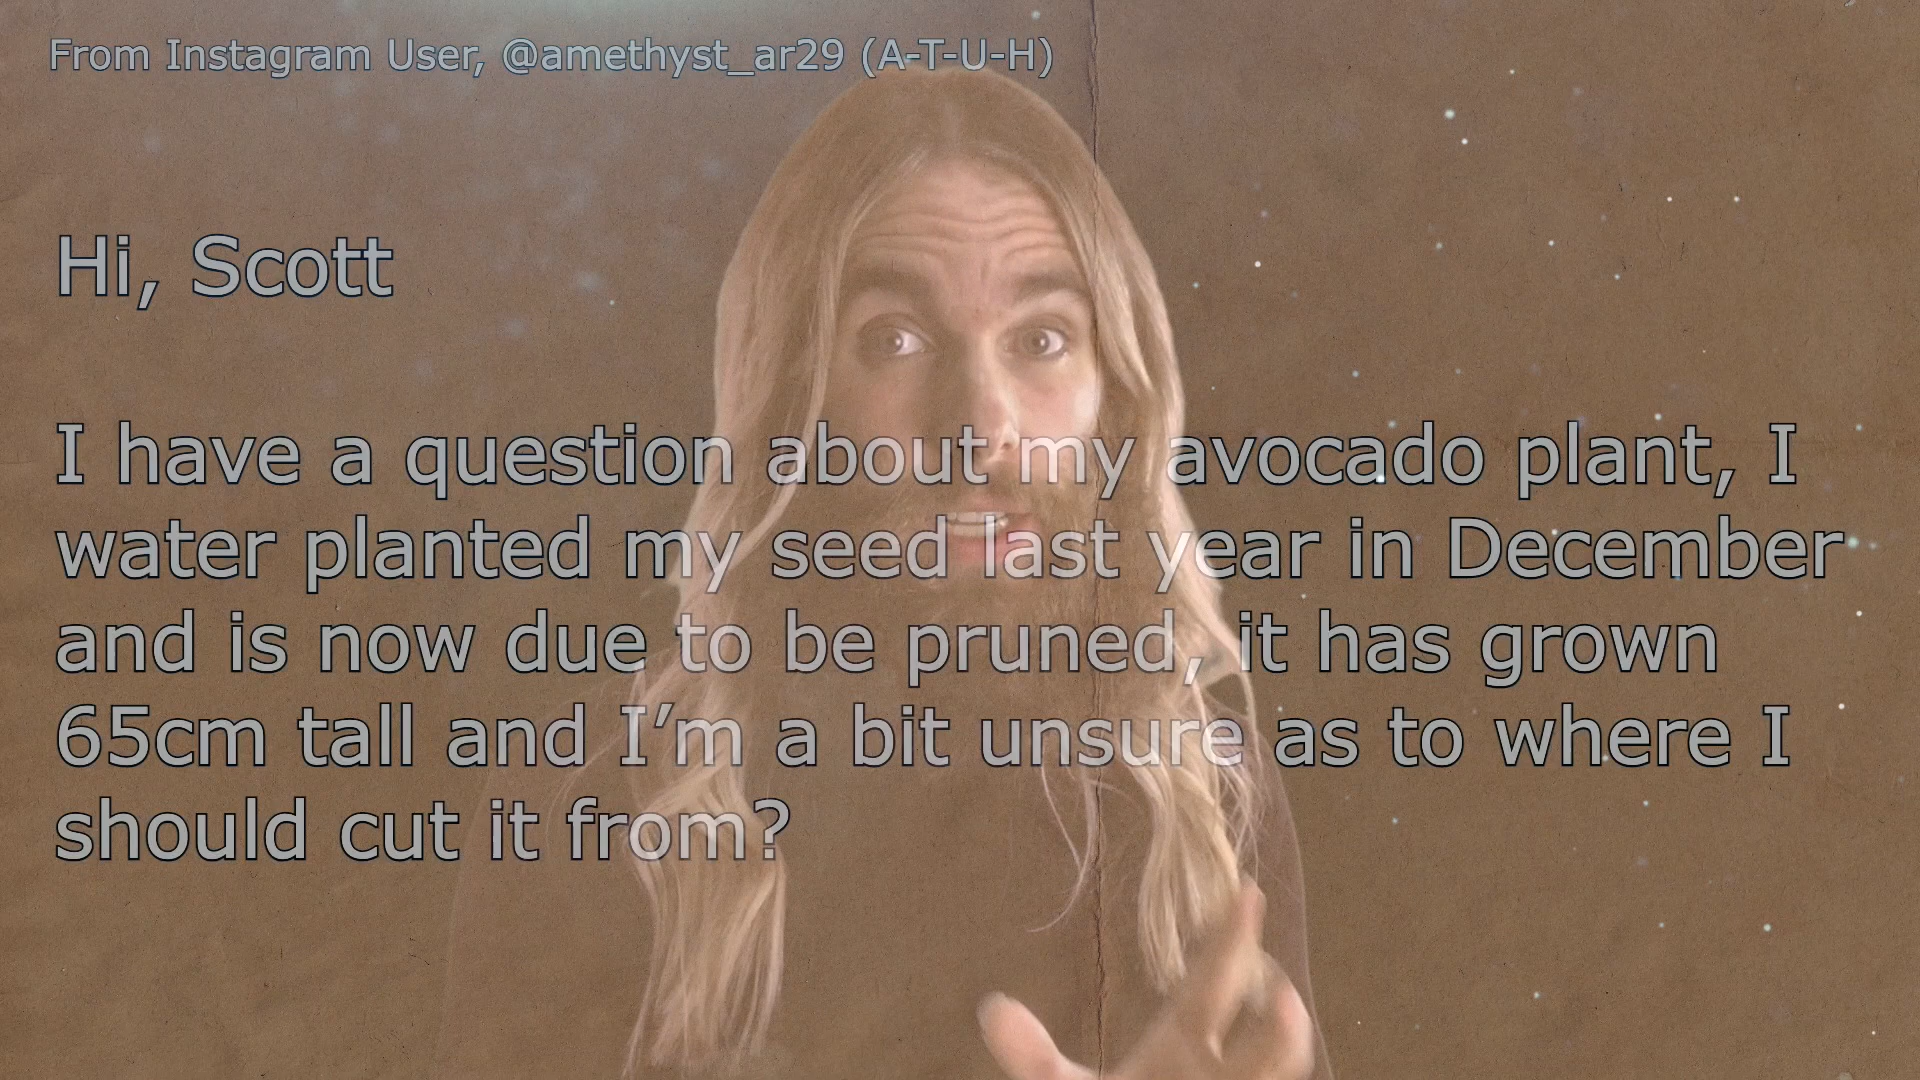 From Instagram User, @amethyst_ar29 (A-T-U-H)
Hi, Scott
I have a question about my avocado plant, I
water planted my seed last year in December
and is now due to be pruned, it has grown
65cm tall and I’m a bit unsure as to where I
should cut it from?